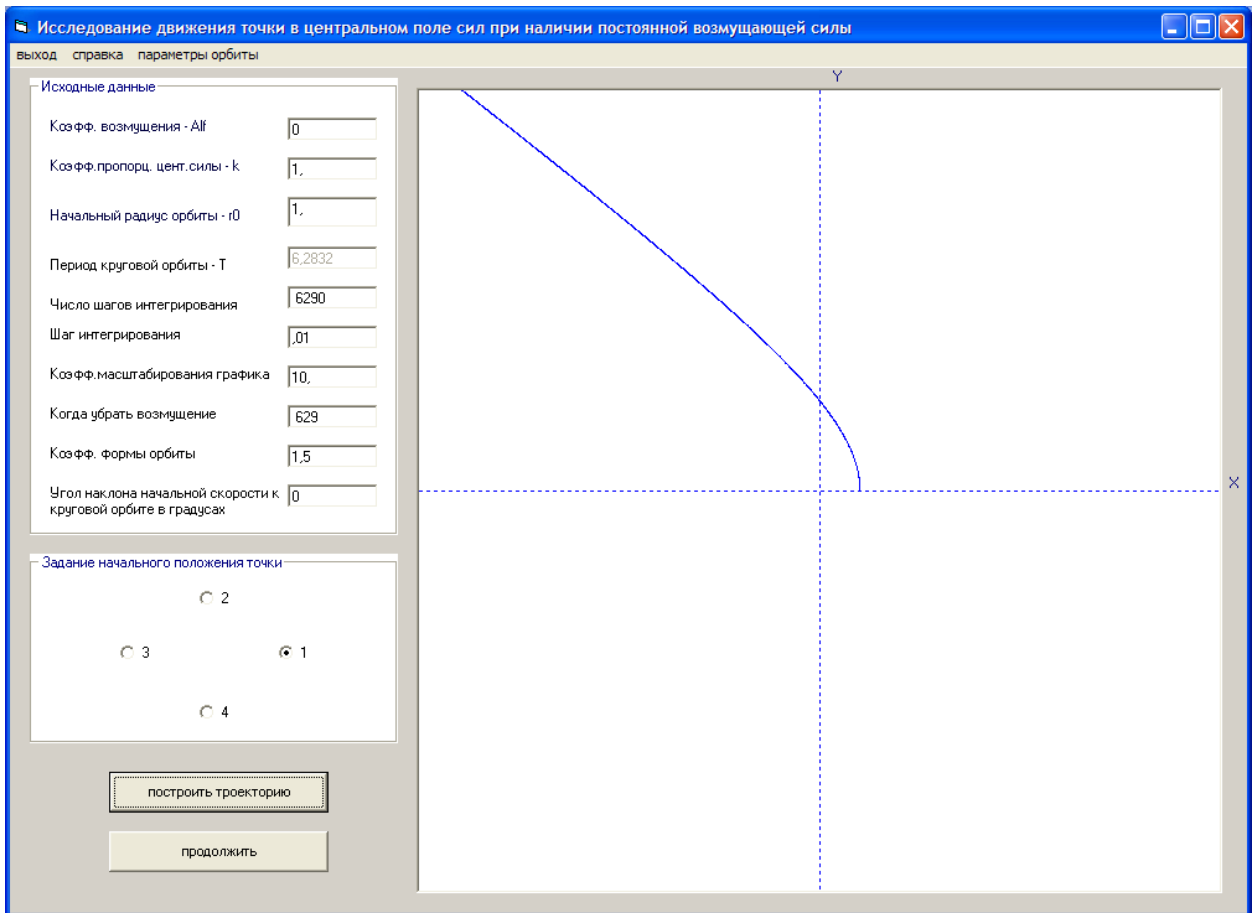 Исследование движения точки в центральном поле сил при наличии постоянной возмущающей силы
выход справка параметры орбиты
Исходные данные
Коэфф. возмущения - Alf 0
Коэфф.пропорц. цент.силы - k 1,
Начальный радиус орбиты - r0 1,
Период круговой орбиты - T 6,2832
Число шагов интегрирования 6290
Шаг интегрирования ,01
Коэфф.масштабирования графика 10,
Когда убрать возмущение 629
Коэфф. формы орбиты 1,5
Угол наклона начальной скорости к 0
круговой орбите в градусах
Задание начального положения точки
2
3 1
4
построить троекторию
продолжить
Y
X